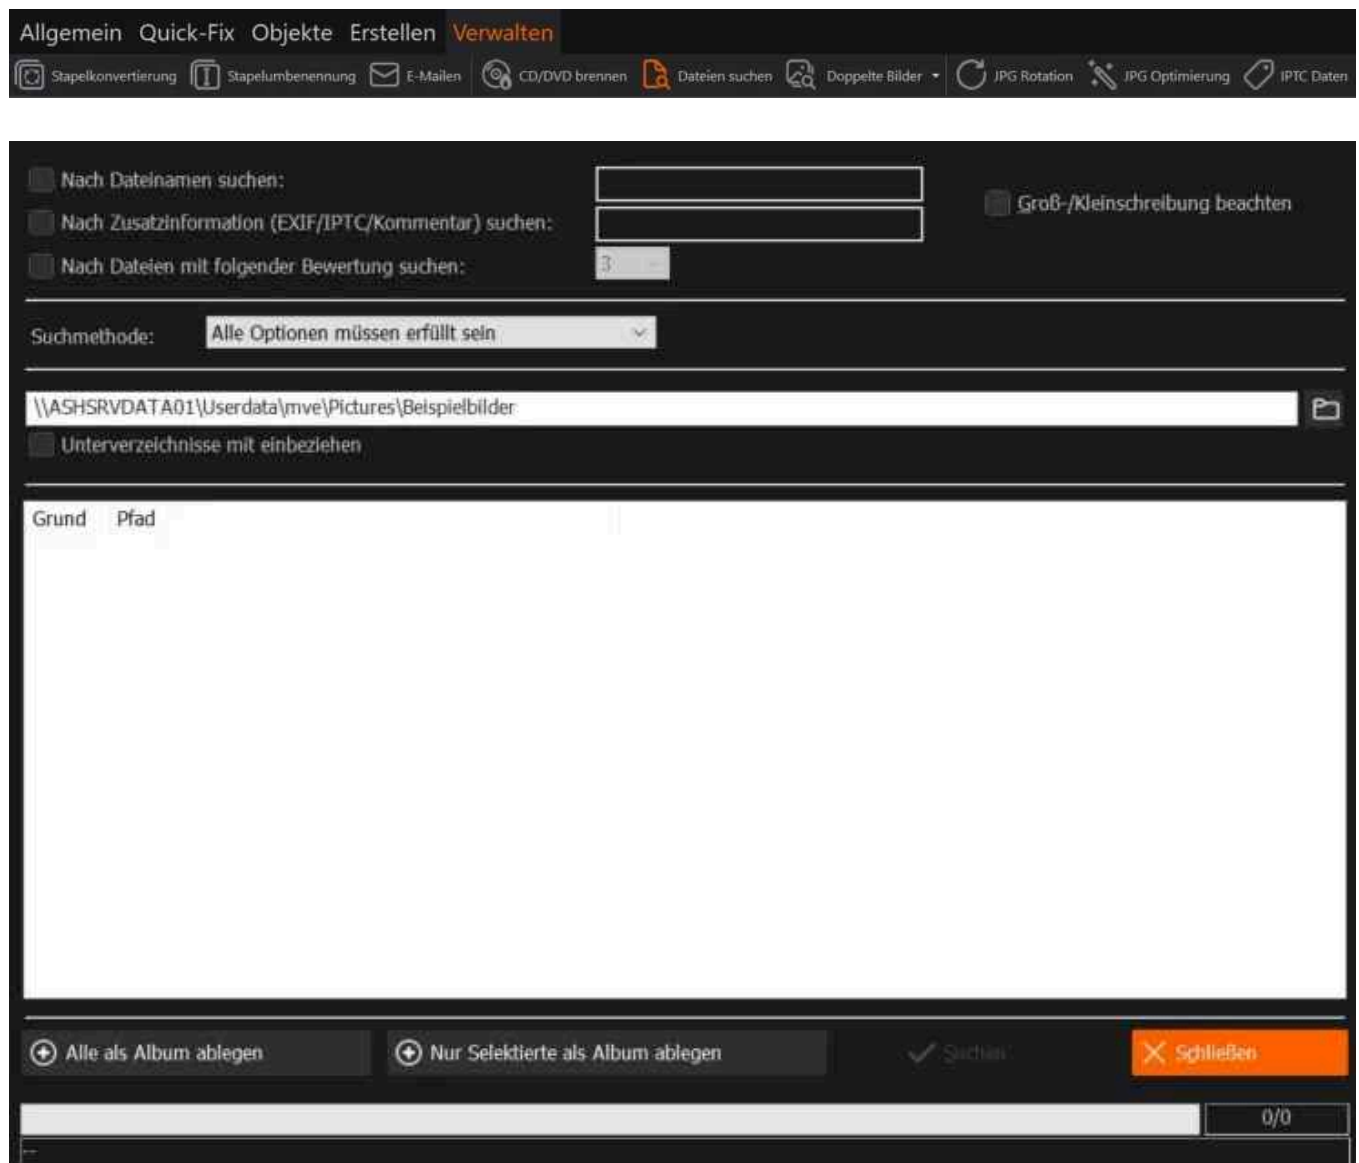 Allgemein Quick-Fix Objekte Erstellen Verwalten
Stapelkonvertierung Stapelumbenennung E-Mailen CD/DVD brennen Dateien suchen Doppelte Bilder JPG Rotation JPG Optimierung IPTC Daten
Nach Dateinamen suchen:
Groß-/Kleinschreibung beachten
Nach Zusatzinformation (EXIF/IPTC/Kommentar) suchen:
Nach Dateien mit folgender Bewertung suchen: 3
Suchmethode: Alle Optionen müssen erfüllt sein
\\ASHSRVDATA01\Userdata\mve\Pictures\Beispielbilder
Unterverzeichnisse mit einbeziehen
Grund Pfad
Alle als Album ablegen Nur Selektierte als Album ablegen Suchen Schließen
0/0
--